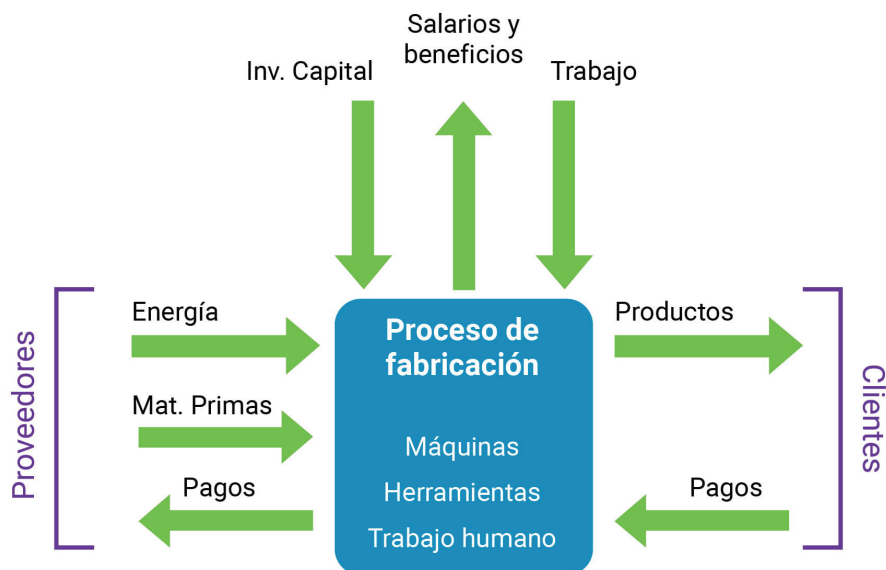 Salarios y
beneficios
Inv. Capital
Trabajo
Proveedores
Energía
Mat. Primas
Pagos
Proceso de
fabricación
Máquinas
Herramientas
Trabajo humano
Productos
Pagos
Clientes